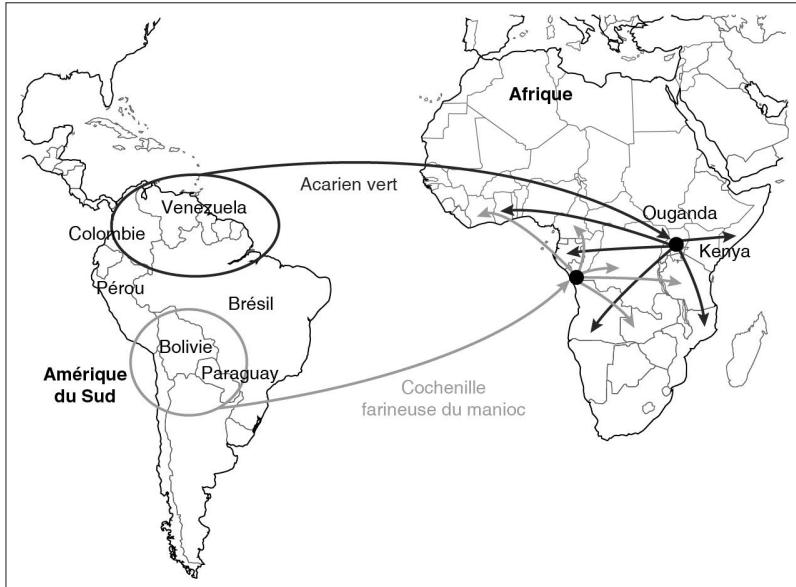 Afrique
Acarien vert
Venezuela
Colombie
Ouganda
Kenya
Pérou
Brésil
Bolivie
Paraguay
Amérique
du Sud
Cochenille
farineuse du manioc